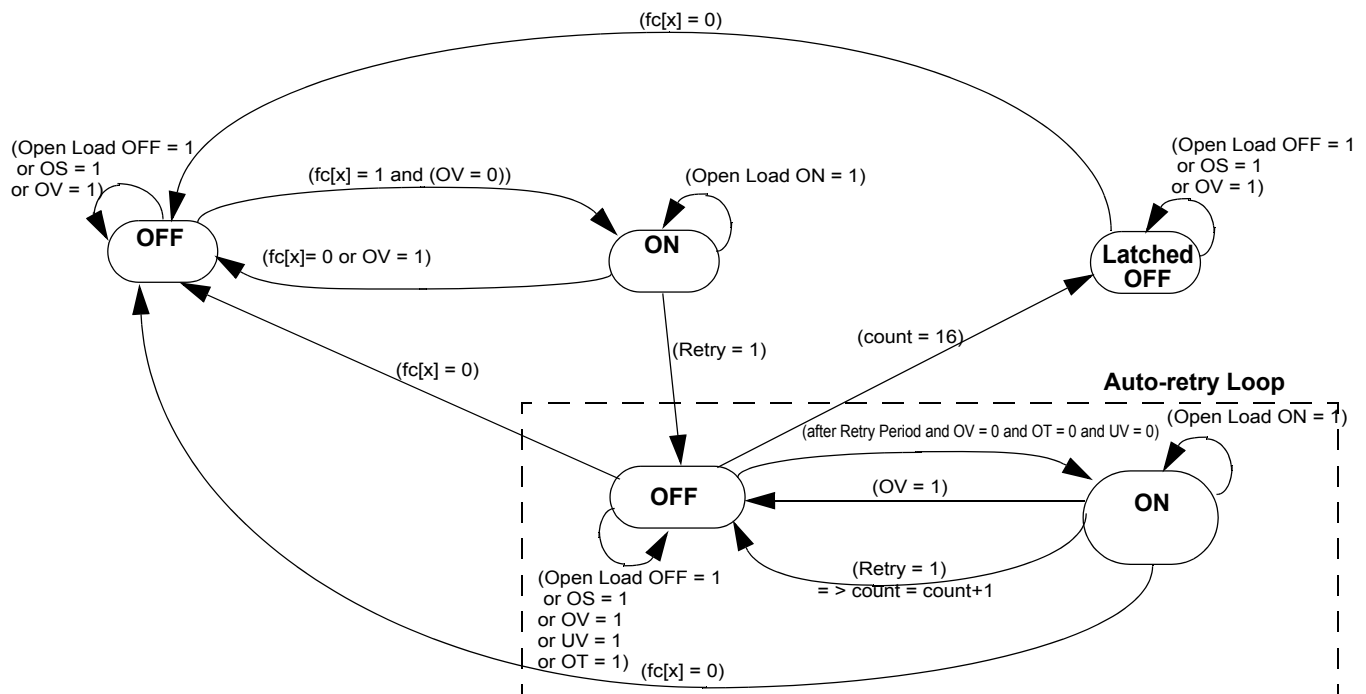 (fc[x] = 0)
(Open Load OFF = 1
or OS = 1
or OV = 1)
(fc[x] = 1 and (OV = 0))
(Open Load ON = 1)
(Open Load OFF = 1
or OS = 1
or OV = 1)
OFF
(fc[x]= 0 or OV = 1)
ON
Latched
OFF
(Retry = 1)
(count = 16)
(fc[x] = 0)
Auto-retry Loop
(Open Load ON = 1)
(after Retry Period and OV = 0 and OT = 0 and UV = 0)
OFF
(OV = 1)
ON
(Retry = 1)
= > count = count+1
(Open Load OFF = 1
or OS = 1
or OV = 1
or UV = 1
or OT = 1)
(fc[x] = 0)